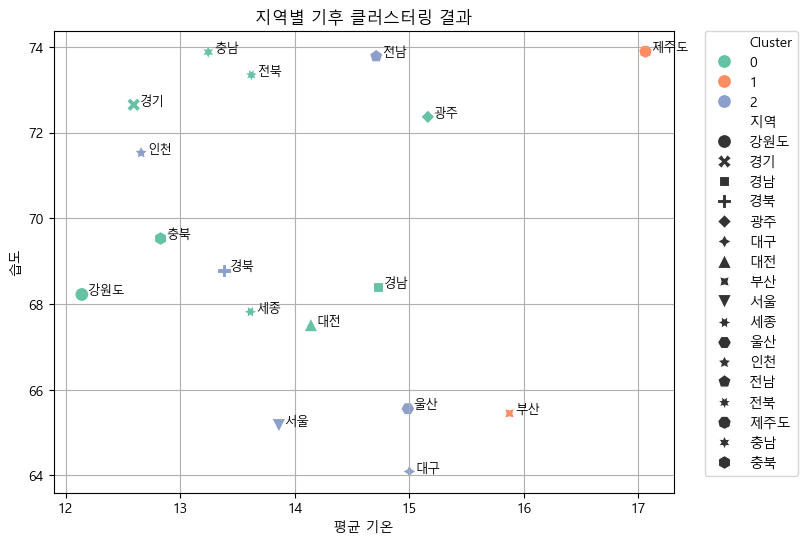 지역별 기후 클러스터링 결과
74
72
70
68
66
64
습도
12
13
14
15
16
17
평균 기온
충남
전북
전남
제주도
경기
광주
인천
충북
경북
강원도
경남
세종
대전
울산
부산
서울
대구
Cluster
0
1
2
지역
강원도
경기
경남
경북
광주
대구
대전
부산
서울
세종
울산
인천
전남
전북
제주도
충남
충북